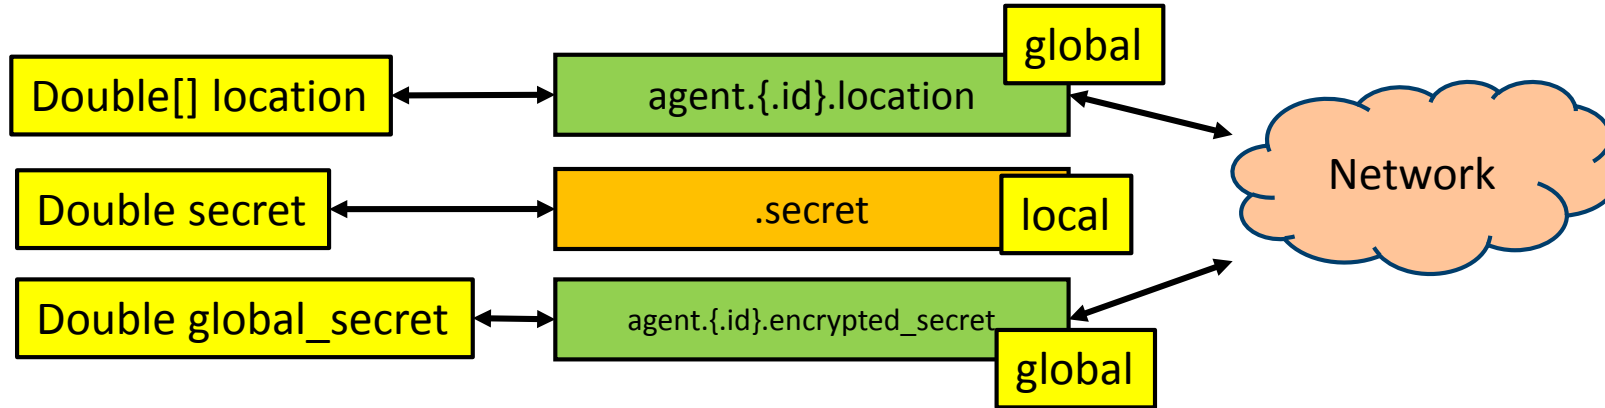 global
Double[] location
agent.{.id}.location
Network
Double secret
.secret
local
Double global_secret
agent.{.id}.encrypted_secret
global